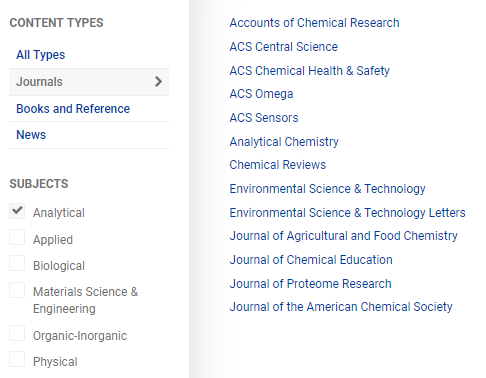 CONTENT TYPES
All Types
Journals
Books and Reference
News
SUBJECTS
Analytical
Applied
Biological
Materials Science &
Engineering
Organic-Inorganic
Physical
Accounts of Chemical Research
ACS Central Science
ACS Chemical Health & Safety
ACS Omega
ACS Sensors
Analytical Chemistry
Chemical Reviews
Environmental Science & Technology
Environmental Science & Technology Letters
Journal of Agricultural and Food Chemistry
Journal of Chemical Education
Journal of Proteome Research
Journal of the American Chemical Society